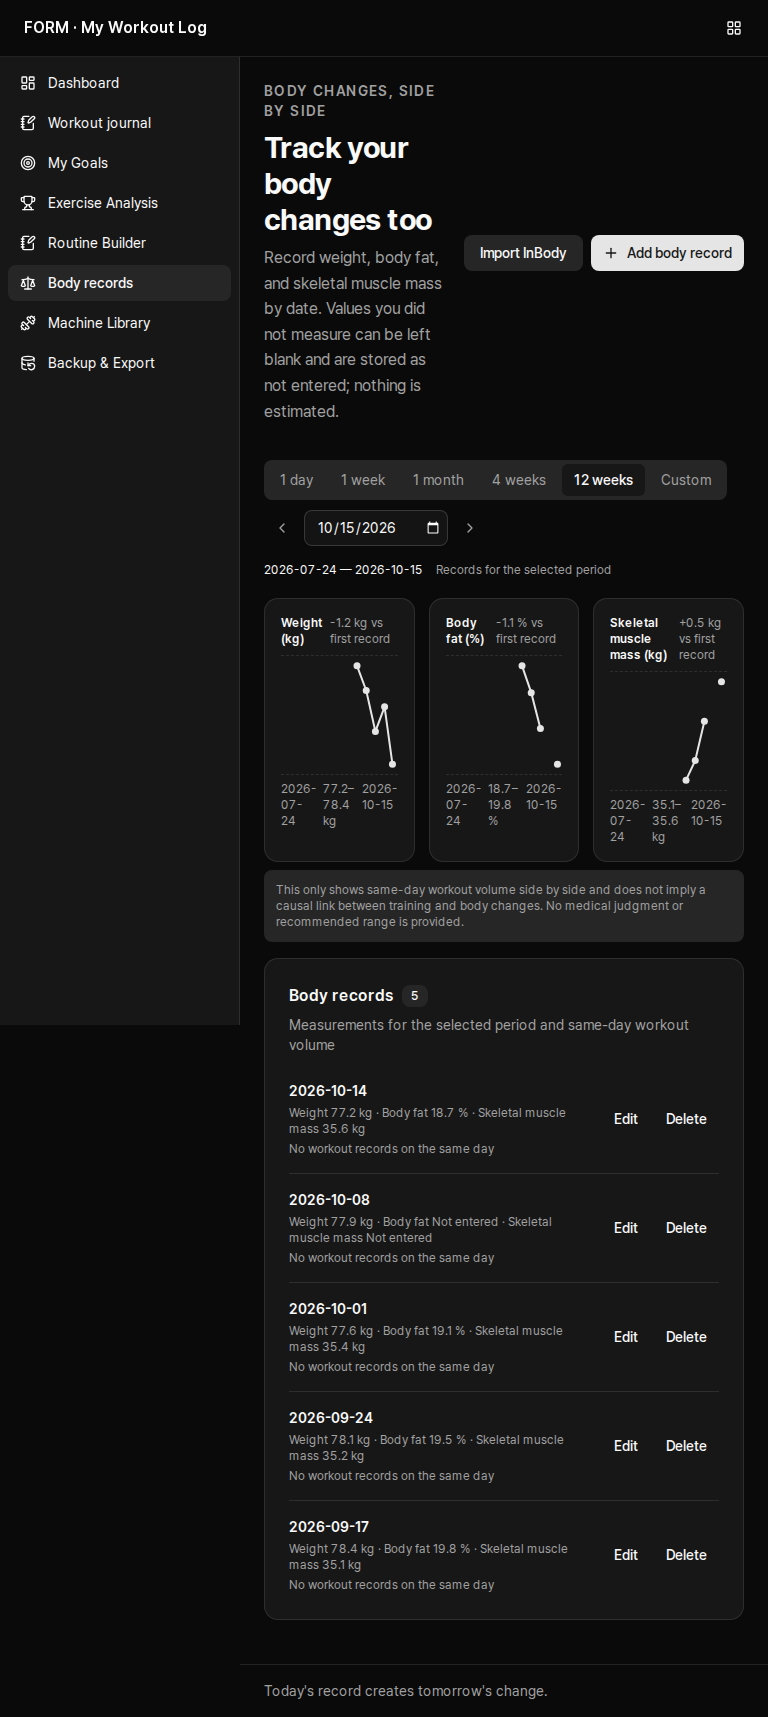 FORM · My Workout Log
Dashboard
Workout journal
My Goals
Exercise Analysis
Routine Builder
Body records
Machine Library
Backup & Export
BODY CHANGES, SIDE
BY SIDE
Track your
body
changes too
Record weight, body fat,
and skeletal muscle mass
by date. Values you did
not measure can be left
blank and are stored as
not entered; nothing is
estimated.
Import InBody
Add body record
1 day
1 week
1 month
4 weeks
12 weeks
Custom
10/15/2026
2026-07-24 — 2026-10-15
Records for the selected period
Weight
(kg)
-1.2 kg vs
first record
2026-
07-
24
77.2–
78.4
kg
2026-
10-15
Body
fat (%)
-1.1 % vs
first record
2026-
07-
24
18.7–
19.8
%
2026-
10-15
Skeletal
muscle
mass (kg)
+0.5 kg
vs first
record
2026-
07-
24
35.1–
35.6
kg
2026-
10-15
This only shows same-day workout volume side by side and does not imply a
causal link between training and body changes. No medical judgment or
recommended range is provided.
Body records 5
Measurements for the selected period and same-day workout
volume
2026-10-14
Weight 77.2 kg · Body fat 18.7 % · Skeletal muscle
mass 35.6 kg
No workout records on the same day
Edit
Delete
2026-10-08
Weight 77.9 kg · Body fat Not entered · Skeletal
muscle mass Not entered
No workout records on the same day
Edit
Delete
2026-10-01
Weight 77.6 kg · Body fat 19.1 % · Skeletal muscle
mass 35.4 kg
No workout records on the same day
Edit
Delete
2026-09-24
Weight 78.1 kg · Body fat 19.5 % · Skeletal muscle
mass 35.2 kg
No workout records on the same day
Edit
Delete
2026-09-17
Weight 78.4 kg · Body fat 19.8 % · Skeletal muscle
mass 35.1 kg
No workout records on the same day
Edit
Delete
Today's record creates tomorrow's change.